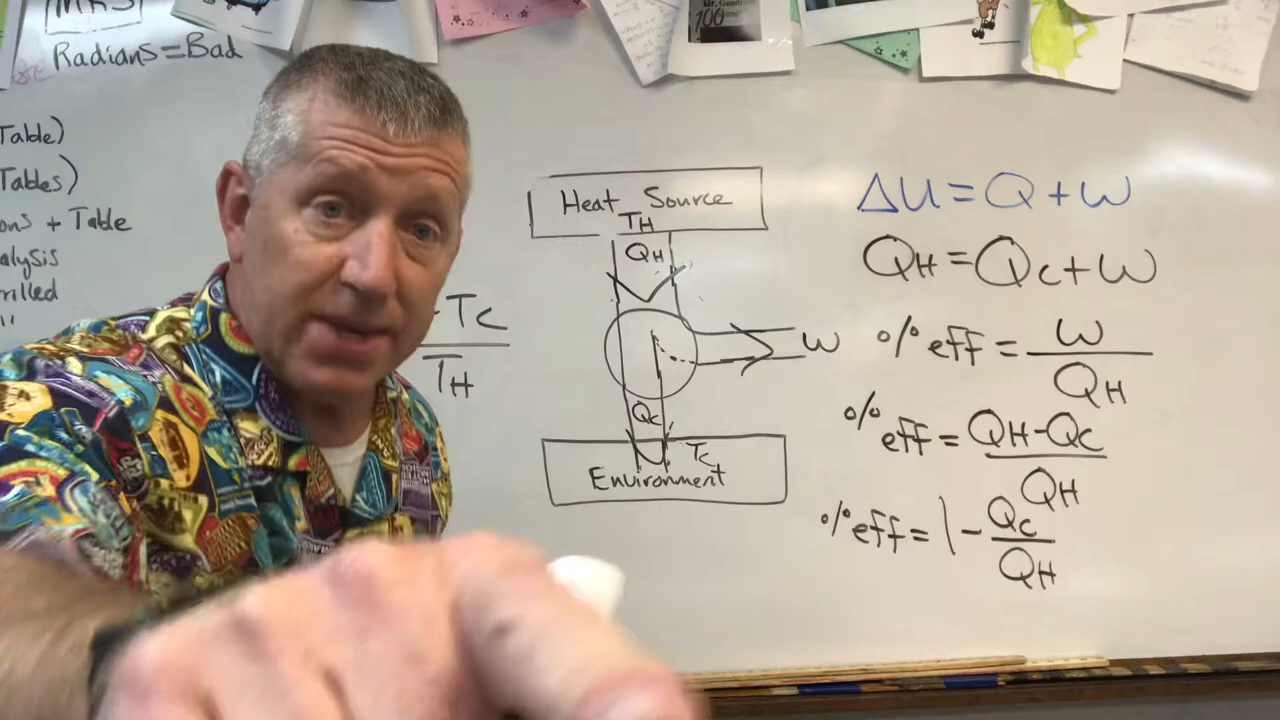 Radians=Bad
Table)
Tables)
ons + Table
alysis
rilled
-Tc
TH
Heat Source
TH
QH
W
Qc
Tc
Environment
ΔU=Q+W
QH=Qc+W
% eff = W
QH
% eff = QH-QC
QH
% eff = 1 - Qc
QH
100